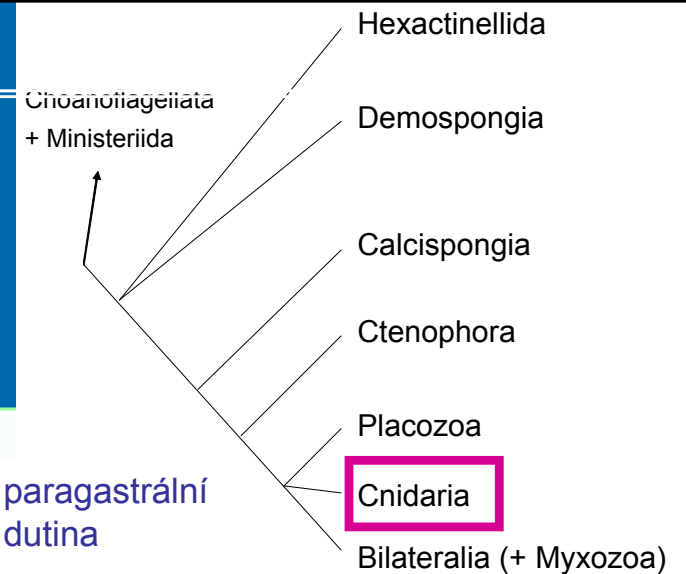 Hexactinellida
Choanoflagellata
+ Ministeriida
Demospongia
Calcispongia
Ctenophora
Placozoa
paragastrální
dutina
Cnidaria
Bilateralia (+ Myxozoa)